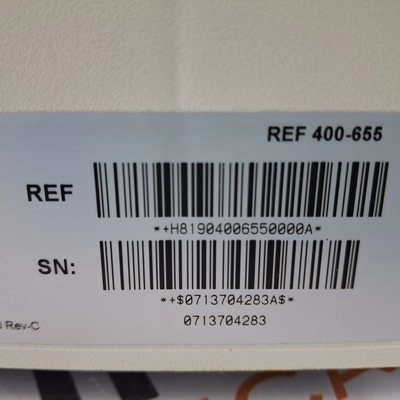 REF 400-655
REF
*+H81904006550000A*
SN:
*+$0713704283A$*
0713704283
Rev-C